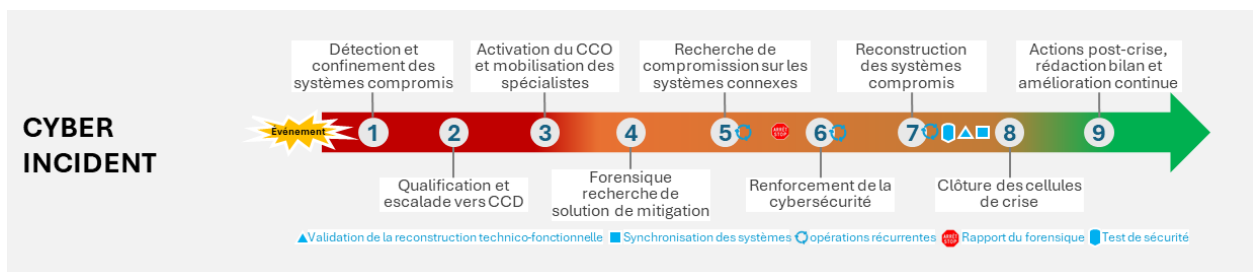 Détection et
confinement des
systèmes compromis
Activation du CCO
et mobilisation des
spécialistes
Recherche de
compromission sur les
systèmes connexes
Reconstruction
des systèmes
compromis
Actions post-crise,
rédaction bilan et
amélioration continue
CYBER
INCIDENT
Événement
1
2
3
4
5
ARRÊT
STOP
6
7
8
9
Qualification et
escalade vers CCD
Forensique
recherche de
solution de mitigation
Renforcement de la
cybersécurité
Clôture des cellules
de crise
Validation de la reconstruction technico-fonctionnelle
Synchronisation des systèmes
opérations récurrentes
ARRÊT
STOP
Rapport du forensique
Test de sécurité